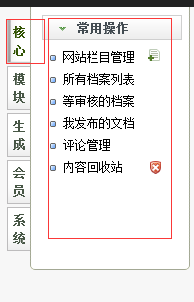 核心
模块
生成
会员
系统
常用操作
网站栏目管理
所有档案列表
等审核的档案
我发布的文档
评论管理
内容回收站